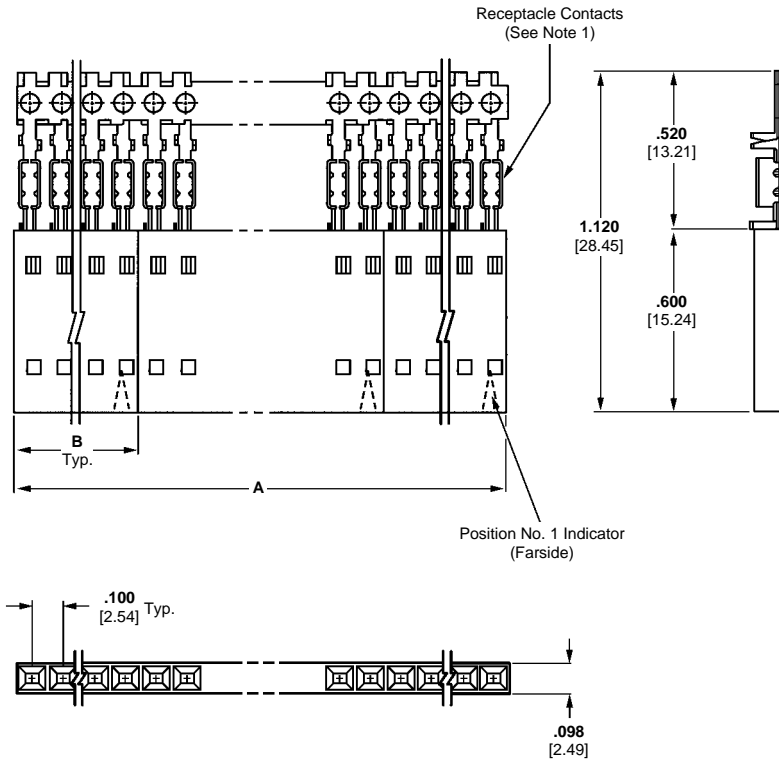 Receptacle Contacts
(See Note 1)
.520
[13.21]
1.120
[28.45]
.600
[15.24]
B
Typ.
A
Position No. 1 Indicator
(Farside)
.100
[2.54]
Typ.
.098
[2.49]